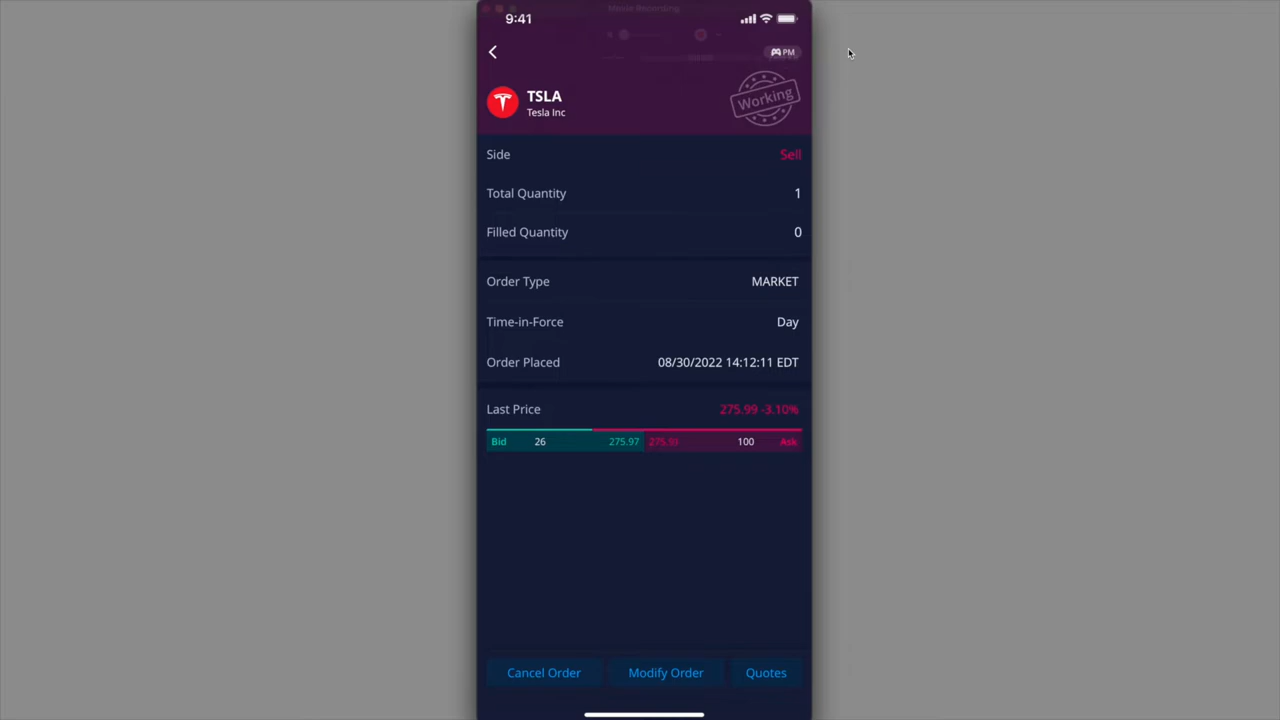 Movie Recording
9:41
PM
TSLA
Tesla Inc
Working
Side Sell
Total Quantity 1
Filled Quantity 0
Order Type MARKET
Time-in-Force Day
Order Placed 08/30/2022 14:12:11 EDT
Last Price 275.99 -3.10%
Bid 26 275.97 100 Ask
Cancel Order Modify Order Quotes